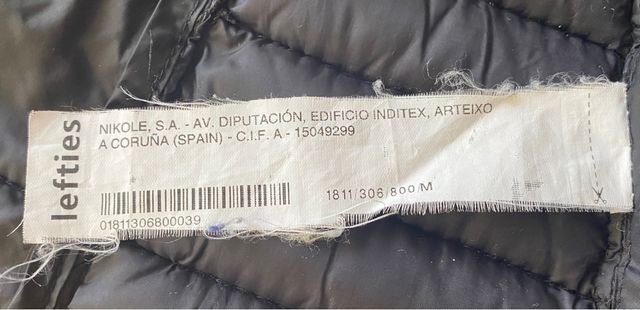 lefties
NIKOLE, S.A. - AV. DIPUTACIÓN, EDIFICIO INDITEX, ARTEIXO
A CORUÑA (SPAIN) - C.I.F. A - 15049299
01811306800039
1811/306/800/M